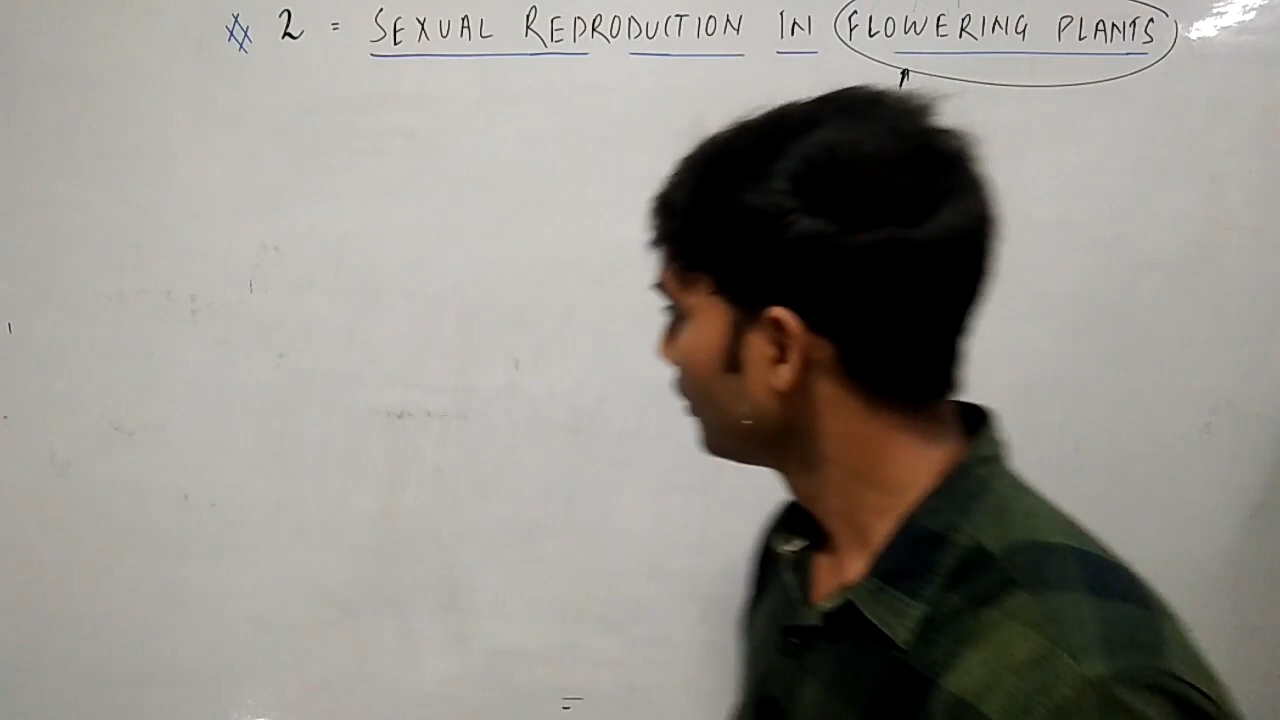 # 2 = SEXUAL REPRODUCTION IN FLOWERING PLANTS